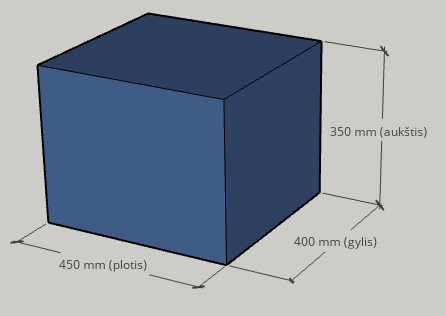 350 mm (aukštis)
400 mm (gylis)
450 mm (plotis)